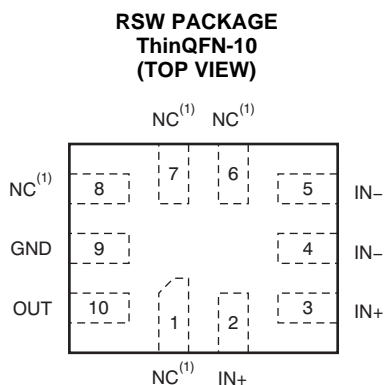 RSW PACKAGE
ThinQFN-10
(TOP VIEW)
NC(1) NC(1)
7 6
NC(1) 8 5 IN–
GND 9 4 IN–
OUT 10 3 IN+
1 2
NC(1) IN+